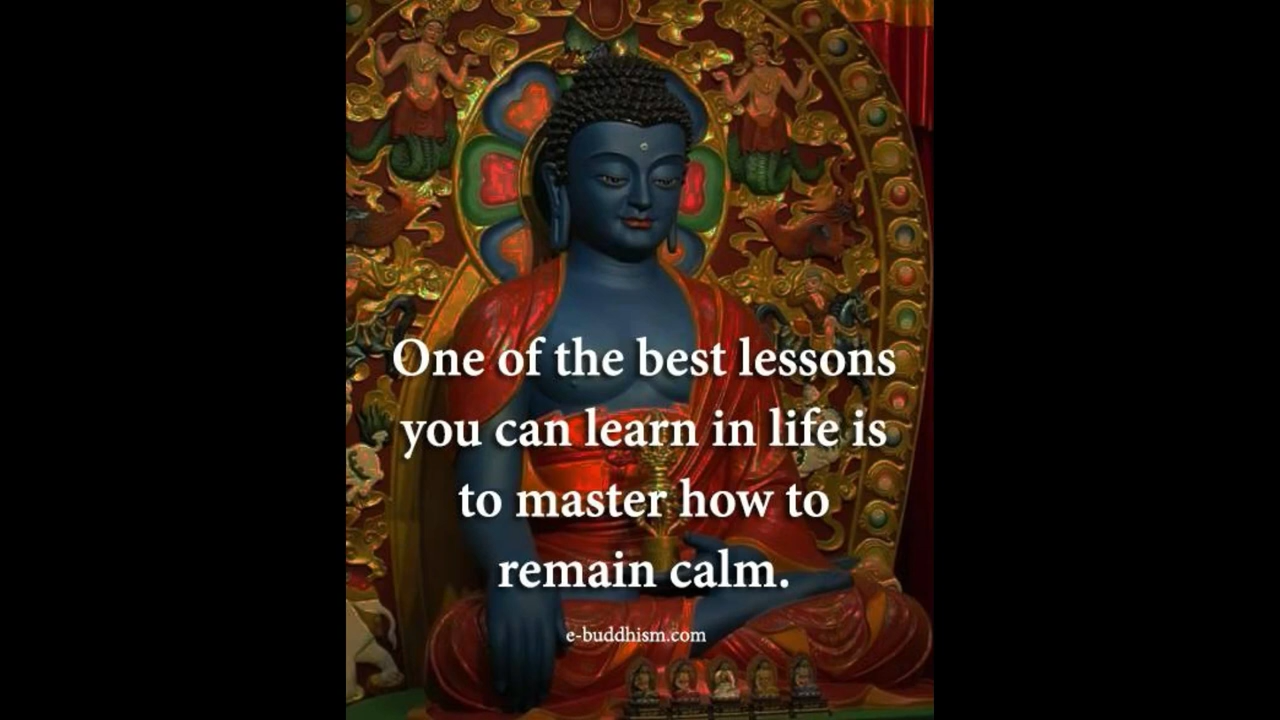 One of the best lessons
you can learn in life is
to master how to
remain calm.
e-buddhism.com